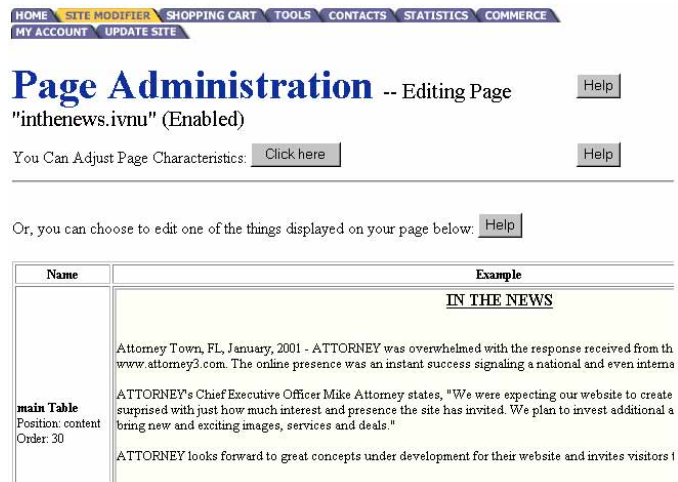 HOME SITE MODIFIER SHOPPING CART TOOLS CONTACTS STATISTICS COMMERCE
MY ACCOUNT UPDATE SITE
Page Administration -- Editing Page Help
"inthenews.ivnu" (Enabled)
You Can Adjust Page Characteristics: Click here Help
Or, you can choose to edit one of the things displayed on your page below: Help
Name Example
IN THE NEWS
Attorney Town, FL, January, 2001 - ATTORNEY was overwhelmed with the response received from th
www.attorney3.com. The online presence was an instant success signaling a national and even interna
ATTORNEY's Chief Executive Officer Mike Attorney states, "We were expecting our website to create
surprised with just how much interest and presence the site has invited. We plan to invest additional a
bring new and exciting images, services and deals."
ATTORNEY looks forward to great concepts under development for their website and invites visitors t
main Table
Position: content
Order: 30